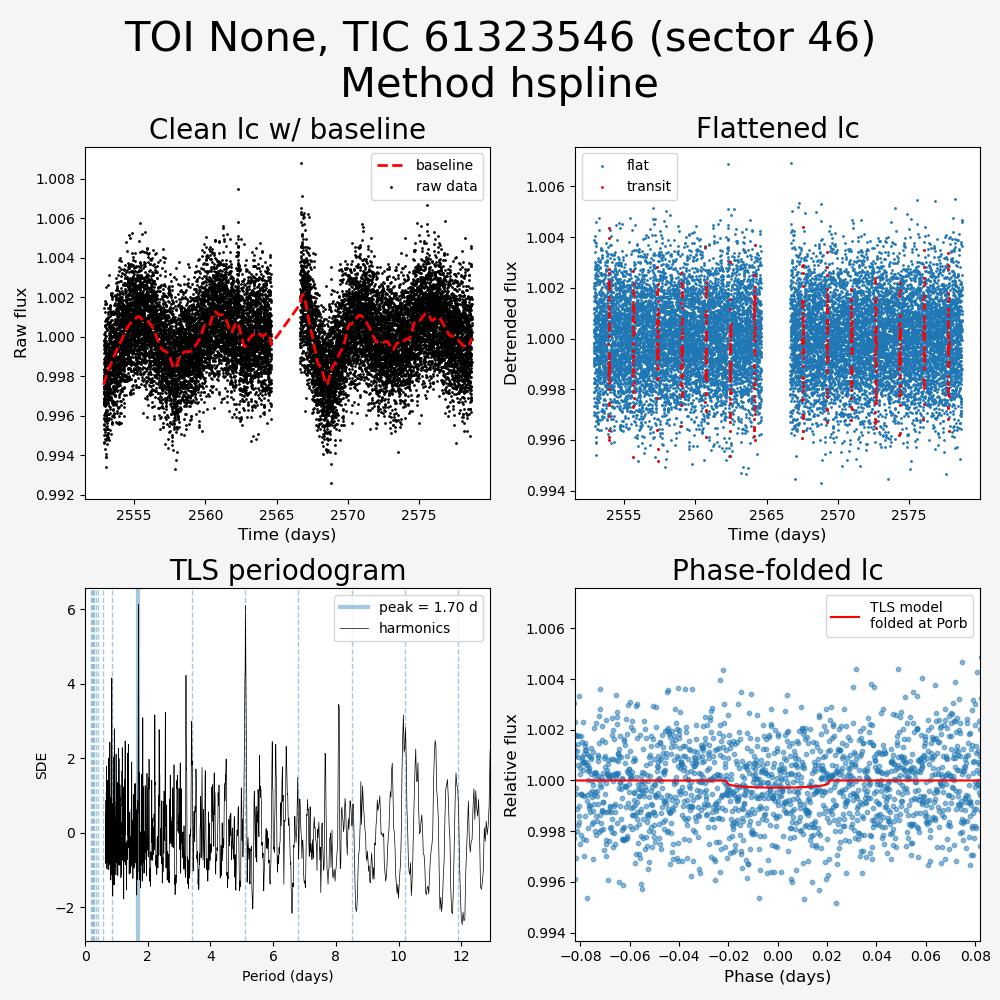 TOI None, TIC 61323546 (sector 46)
Method hspline
Clean lc w/ baseline
Raw flux
1.008
1.006
1.004
1.002
1.000
0.998
0.996
0.994
0.992
baseline
raw data
2555
2560
2565
2570
2575
Time (days)
Flattened lc
Detrended flux
1.006
1.004
1.002
1.000
0.998
0.996
0.994
flat
transit
2555
2560
2565
2570
2575
Time (days)
TLS periodogram
SDE
6
4
2
0
−2
peak = 1.70 d
harmonics
0
2
4
6
8
10
12
Period (days)
Phase-folded lc
Relative flux
1.006
1.004
1.002
1.000
0.998
0.996
0.994
TLS model
folded at Porb
−0.08
−0.06
−0.04
−0.02
0.00
0.02
0.04
0.06
0.08
Phase (days)